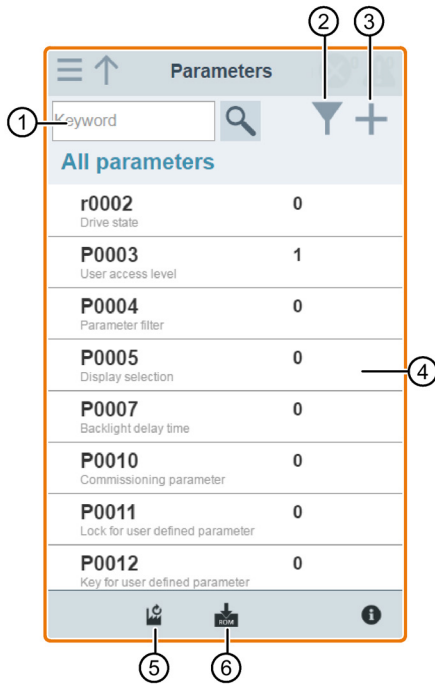 2 3
Parameters
1 Keyword
All parameters
r0002 0
Drive state
P0003 1
User access level
P0004 0
Parameter filter
P0005 0
Display selection
4
P0007 0
Backlight delay time
P0010 0
Commissioning parameter
P0011 0
Lock for user defined parameter
P0012 0
Key for user defined parameter
ROM
i
5 6